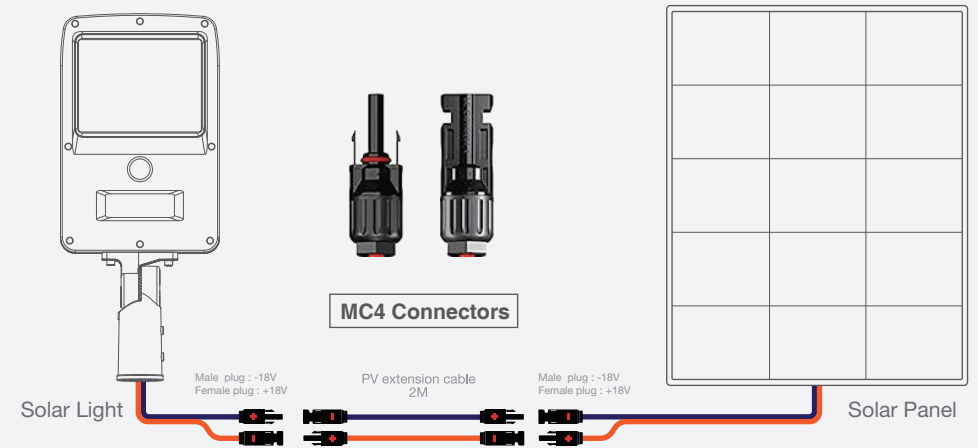 MC4 Connectors
Male plug : -18V
Female plug : +18V
PV extension cable
2M
Male plug : -18V
Female plug : +18V
Solar Light
Solar Panel